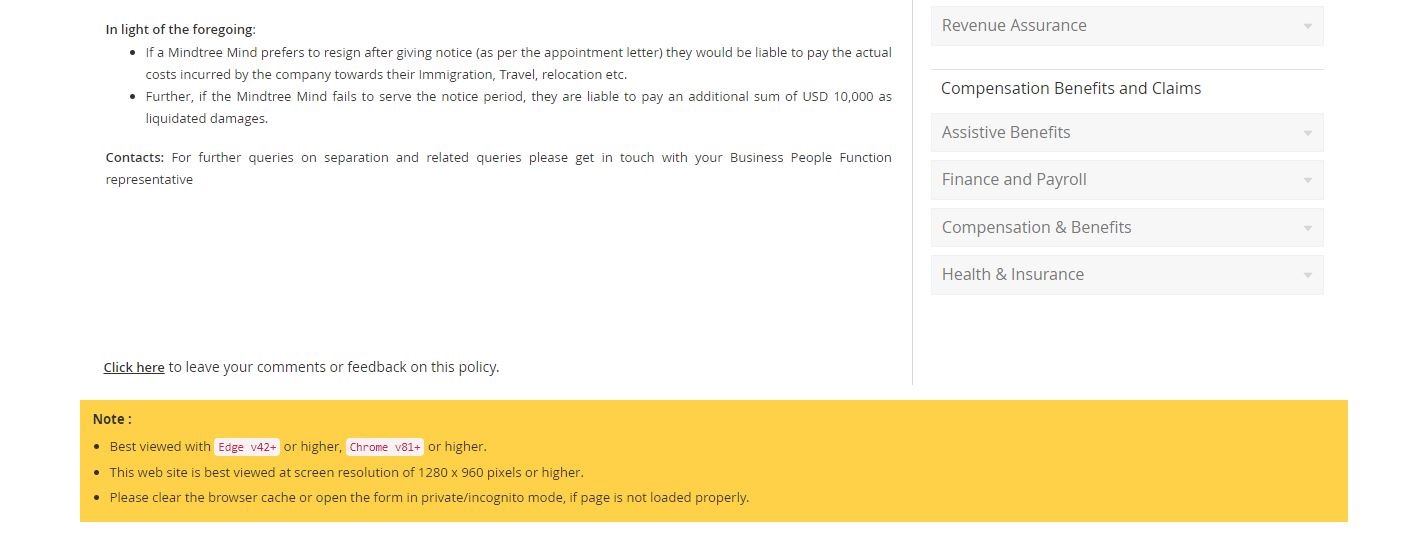 In light of the foregoing:
• If a Mindtree Mind prefers to resign after giving notice (as per the appointment letter) they would be liable to pay the actual
costs incurred by the company towards their Immigration, Travel, relocation etc.
• Further, if the Mindtree Mind fails to serve the notice period, they are liable to pay an additional sum of USD 10,000 as
liquidated damages.
Contacts: For further queries on separation and related queries please get in touch with your Business People Function
representative
Click here to leave your comments or feedback on this policy.
Revenue Assurance
Compensation Benefits and Claims
Assistive Benefits
Finance and Payroll
Compensation & Benefits
Health & Insurance
Note :
• Best viewed with Edge v42+ or higher, Chrome v81+ or higher.
• This web site is best viewed at screen resolution of 1280 x 960 pixels or higher.
• Please clear the browser cache or open the form in private/incognito mode, if page is not loaded properly.